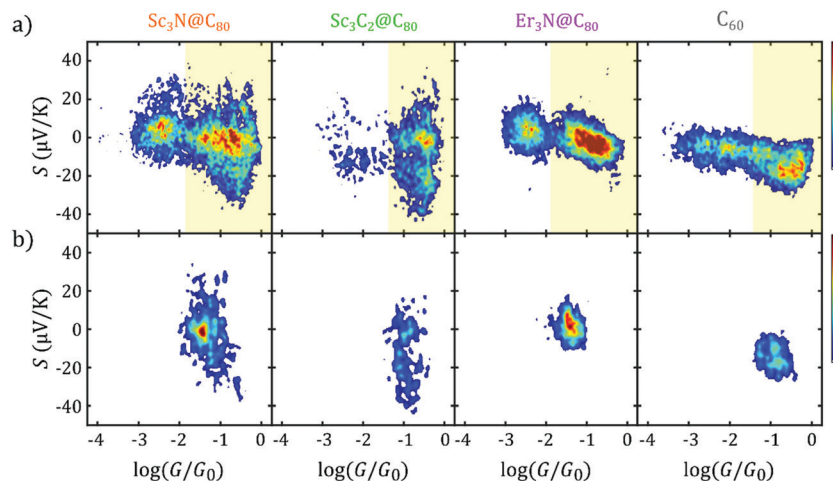 Sc₃N@C₈₀ Sc₃C₂@C₈₀ Er₃N@C₈₀ C₆₀
a)
40
20
0
-20
-40
S (μV/K)
b)
40
20
0
-20
-40
S (μV/K)
-4 -3 -2 -1 0 -4 -3 -2 -1 0 -4 -3 -2 -1 0 -4 -3 -2 -1 0
log(G/G₀) log(G/G₀) log(G/G₀) log(G/G₀)